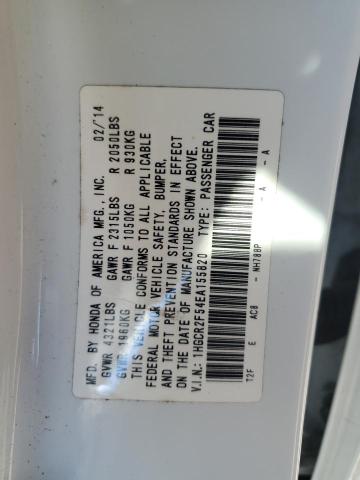 MFD. BY HONDA OF AMERICA MFG., INC. 02/'14
GVWR 4321LBS GAWR F 2315LBS R 2050LBS
GVWR 1960KG GAWR F 1050KG R 930KG
THIS VEHICLE CONFORMS TO ALL APPLICABLE
FEDERAL MOTOR VEHICLE SAFETY, BUMPER,
AND THEFT PREVENTION STANDARDS IN EFFECT
ON THE DATE OF MANUFACTURE SHOWN ABOVE.
V.I.N.: 1HGCR2F54EA155820 TYPE: PASSENGER CAR
T2F E AC8 - NH788P - A - A